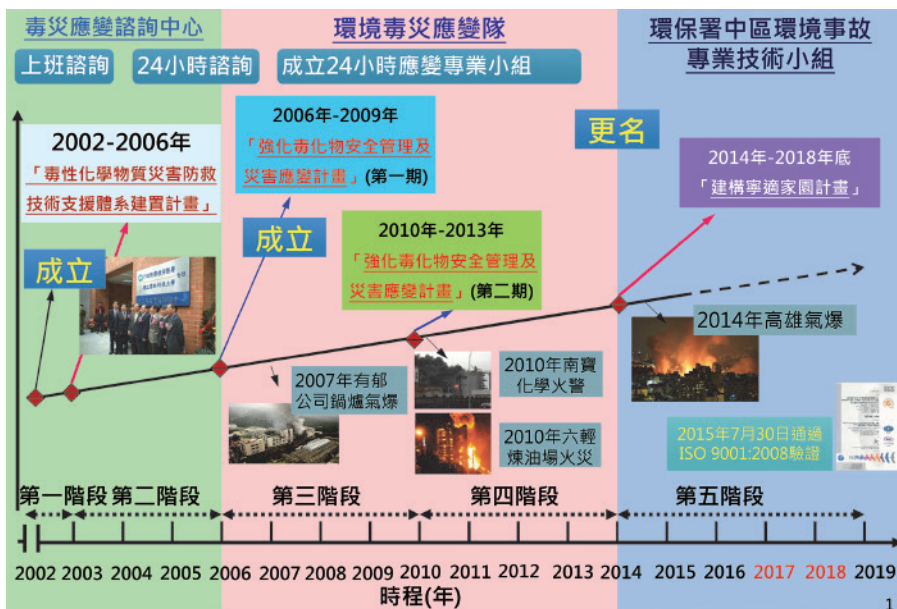 毒災應變諮詢中心
環境毒災應變隊
環保署中區環境事故
專業技術小組
上班諮詢
24小時諮詢
成立24小時應變專業小組
2002-2006年
「毒性化學物質災害防救
技術支援體系建置計畫」
2006年-2009年
「強化毒化物安全管理及
災害應變計畫」(第一期)
更名
2014年-2018年底
「建構寧適家園計畫」
成立
成立
2010年-2013年
「強化毒化物安全管理及
災害應變計畫」(第二期)
2007年有郁
公司鍋爐氣爆
2010年南寶
化學火警
2010年六輕
煉油場火災
2014年高雄氣爆
2015年7月30日通過
ISO 9001:2008驗證
第一階段
第二階段
第三階段
第四階段
第五階段
2002 2003 2004 2005 2006 2007 2008 2009 2010 2011 2012 2013 2014 2015 2016 2017 2018 2019
時程(年)
1